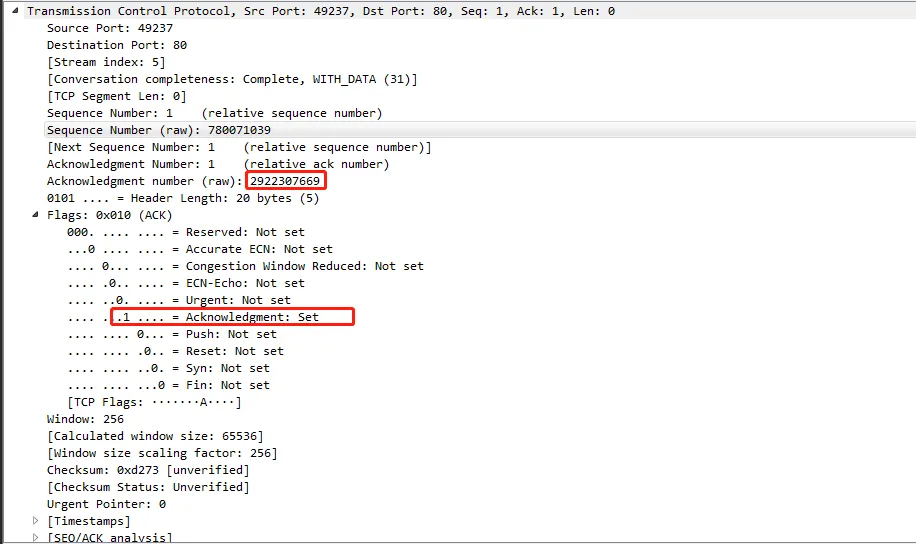 Transmission Control Protocol, Src Port: 49237, Dst Port: 80, Seq: 1, Ack: 1, Len: 0
Source Port: 49237
Destination Port: 80
[Stream index: 5]
[Conversation completeness: Complete, WITH_DATA (31)]
[TCP Segment Len: 0]
Sequence Number: 1    (relative sequence number)
Sequence Number (raw): 780071039
[Next Sequence Number: 1    (relative sequence number)]
Acknowledgment Number: 1    (relative ack number)
Acknowledgment number (raw): 2922307669
0101 .... = Header Length: 20 bytes (5)
Flags: 0x010 (ACK)
000. .... .... = Reserved: Not set
...0 .... .... = Accurate ECN: Not set
.... 0... .... = Congestion Window Reduced: Not set
.... .0.. .... = ECN-Echo: Not set
.... ..0. .... = Urgent: Not set
.... ...1 .... = Acknowledgment: Set
.... .... 0... = Push: Not set
.... .... .0.. = Reset: Not set
.... .... ..0. = Syn: Not set
.... .... ...0 = Fin: Not set
[TCP Flags: ·······A····]
Window: 256
[Calculated window size: 65536]
[Window size scaling factor: 256]
Checksum: 0xd273 [unverified]
[Checksum Status: Unverified]
Urgent Pointer: 0
[Timestamps]
[SEQ/ACK analysis]